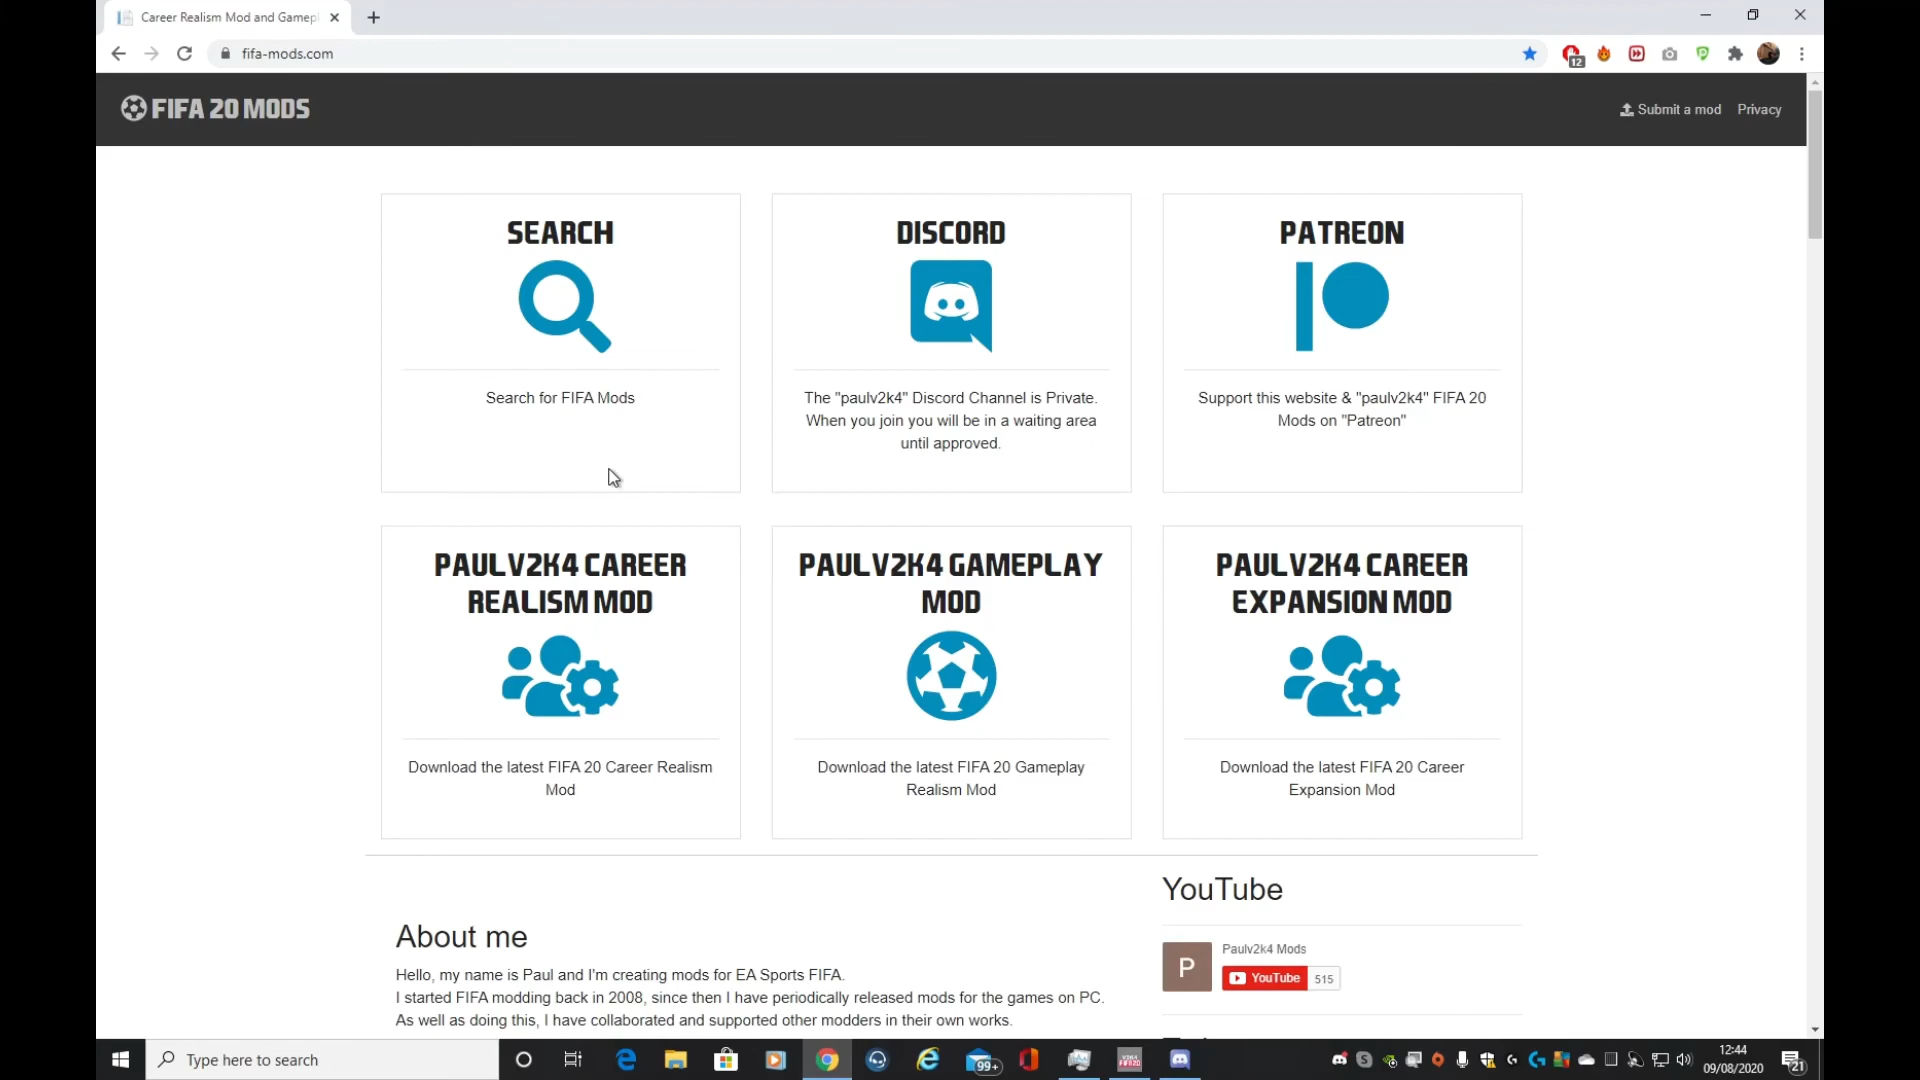 Career Realism Mod and Gamepl
fifa-mods.com
12
FIFA 20 MODS
Submit a mod
Privacy
SEARCH
Search for FIFA Mods
DISCORD
The "paulv2k4" Discord Channel is Private.
When you join you will be in a waiting area
until approved.
PATREON
Support this website & "paulv2k4" FIFA 20
Mods on "Patreon"
PAULV2K4 CAREER
REALISM MOD
Download the latest FIFA 20 Career Realism
Mod
PAULV2K4 GAMEPLAY
MOD
Download the latest FIFA 20 Gameplay
Realism Mod
PAULV2K4 CAREER
EXPANSION MOD
Download the latest FIFA 20 Career
Expansion Mod
About me
Hello, my name is Paul and I'm creating mods for EA Sports FIFA.
I started FIFA modding back in 2008, since then I have periodically released mods for the games on PC.
As well as doing this, I have collaborated and supported other modders in their own works.
YouTube
P
Paulv2k4 Mods
YouTube
515
Type here to search
99+
12:44
09/08/2020
21